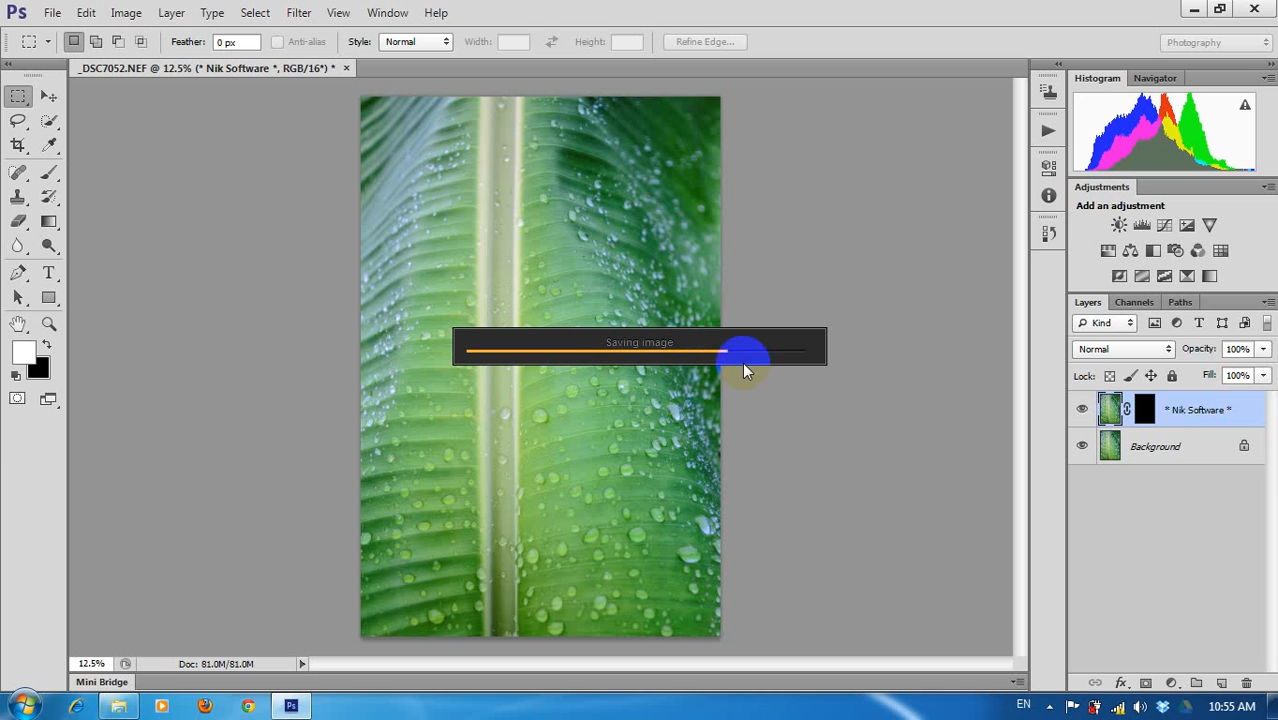 Ps File Edit Image Layer Type Select Filter View Window Help
Feather: 0 px Anti-alias Style: Normal Width: Height: Refine Edge... Photography
_DSC7052.NEF @ 12.5% (* Nik Software *, RGB/16*) *
Histogram Navigator
Adjustments
Add an adjustment
Saving image
Layers Channels Paths
Kind
Normal Opacity: 100%
Lock: Fill: 100%
* Nik Software *
Background
fx
12.5% Doc: 81.0M/81.0M
Mini Bridge
Ps EN 10:55 AM